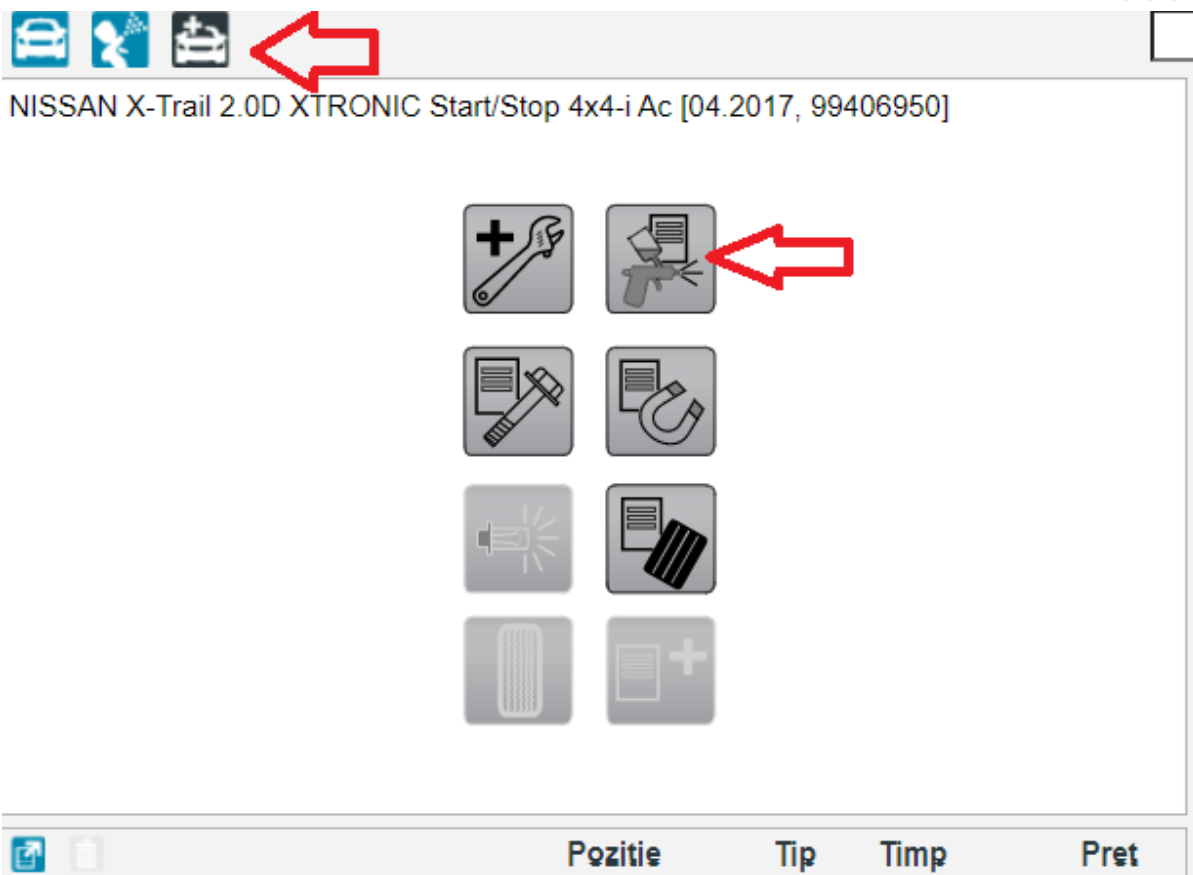 NISSAN X-Trail 2.0D XTRONIC Start/Stop 4x4-i Ac [04.2017, 99406950]
Pozitie Tip Timp Pret